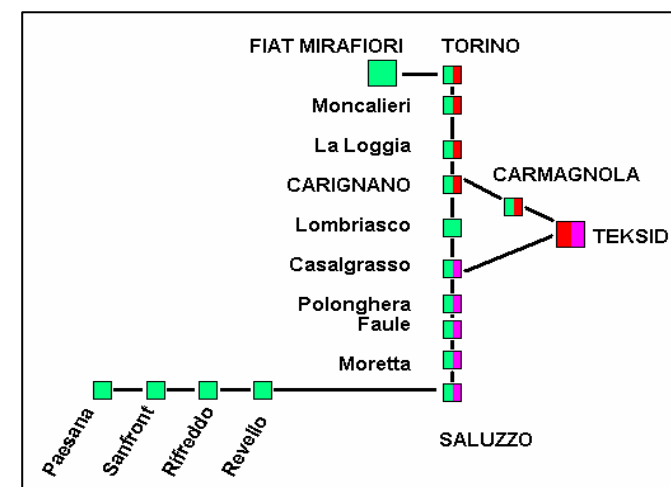 FIAT MIRAFIORI TORINO
Moncalieri
La Loggia
CARMAGNOLA
CARIGNANO
Lombriasco
TEKSID
Casalgrasso
Polonghera
Faule
Moretta
Paesana
Sanfront
Rifreddo
Revello
SALUZZO